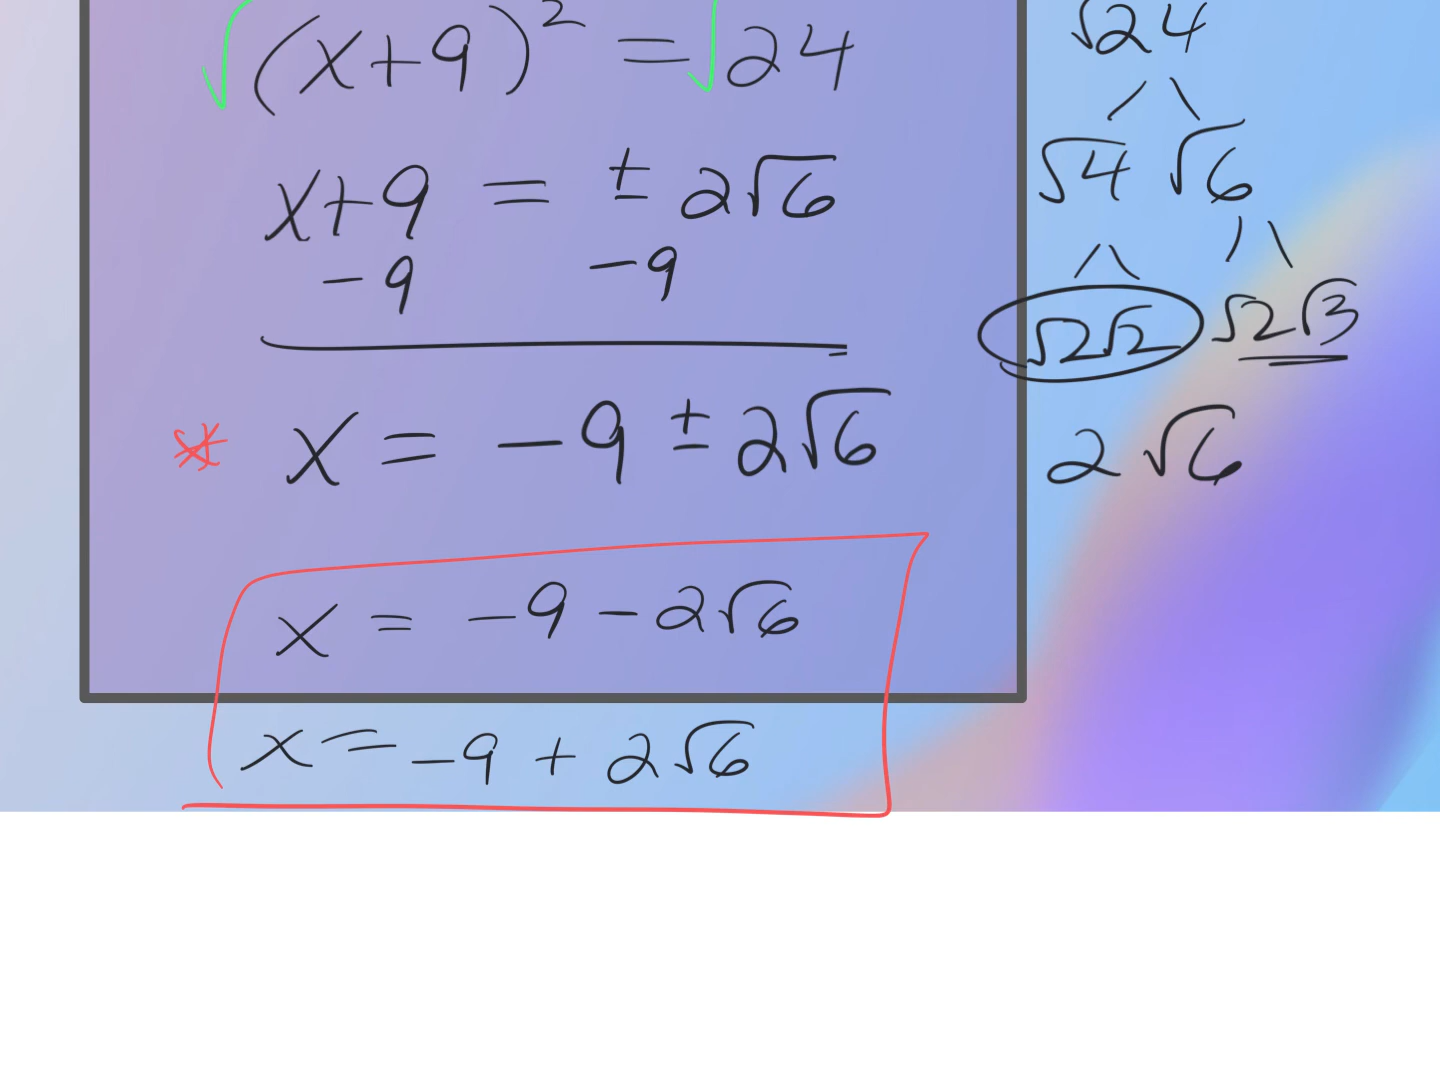 √(x+9)² = √24
x+9 = ± 2√6
-9 -9
* x = -9 ± 2√6
x = -9 - 2√6
x = -9 + 2√6
√24
√4 √6
√2√2 √2√3
2√6